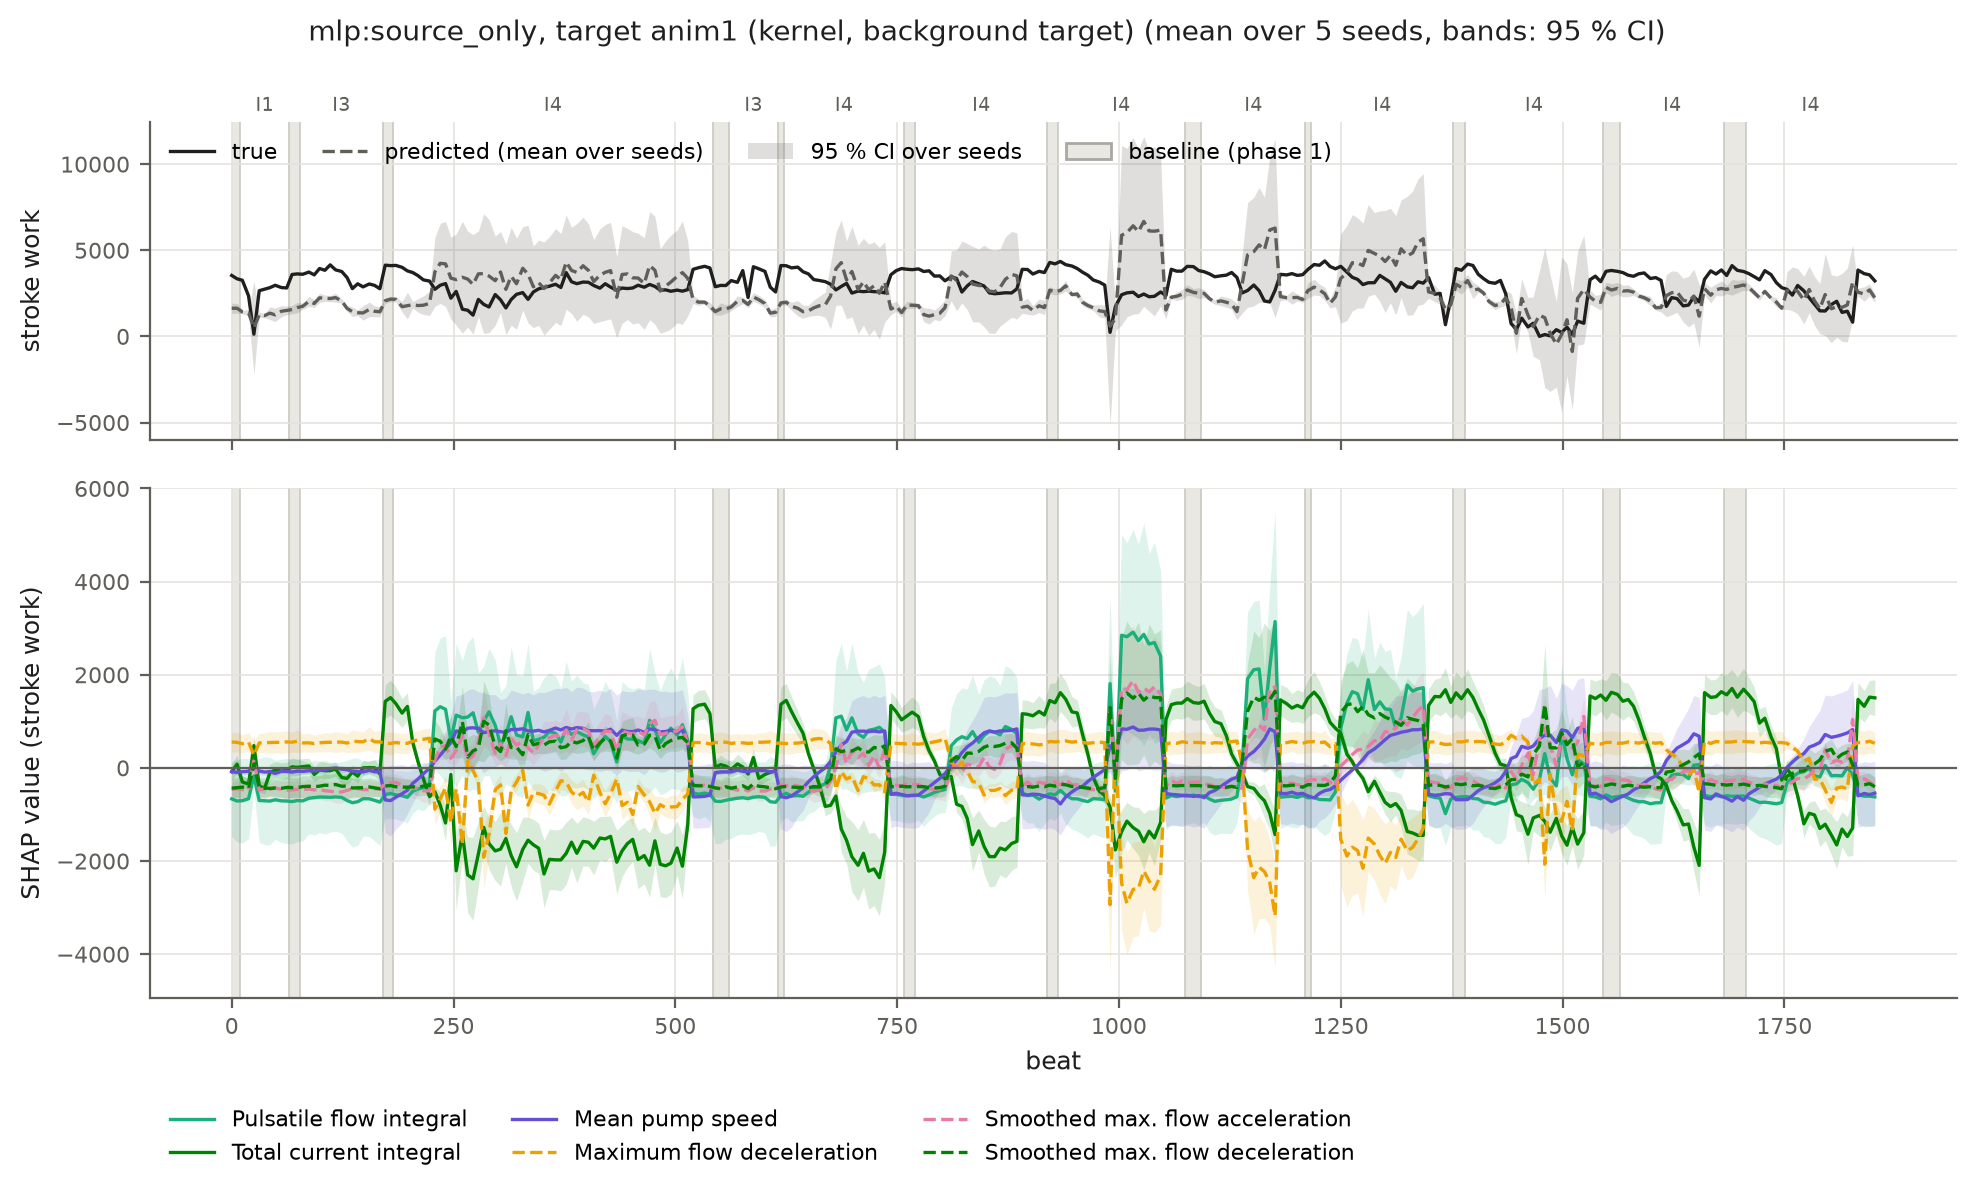 mlp:source_only, target anim1 (kernel, background target) (mean over 5 seeds, bands: 95 % CI)
I1 I3 I4 I3 I4 I4 I4 I4 I4 I4 I4 I4
true predicted (mean over seeds) 95 % CI over seeds baseline (phase 1)
10000
5000
0
−5000
stroke work
6000
4000
2000
0
−2000
−4000
SHAP value (stroke work)
0 250 500 750 1000 1250 1500 1750
beat
Pulsatile flow integral Mean pump speed Smoothed max. flow acceleration
Total current integral Maximum flow deceleration Smoothed max. flow deceleration